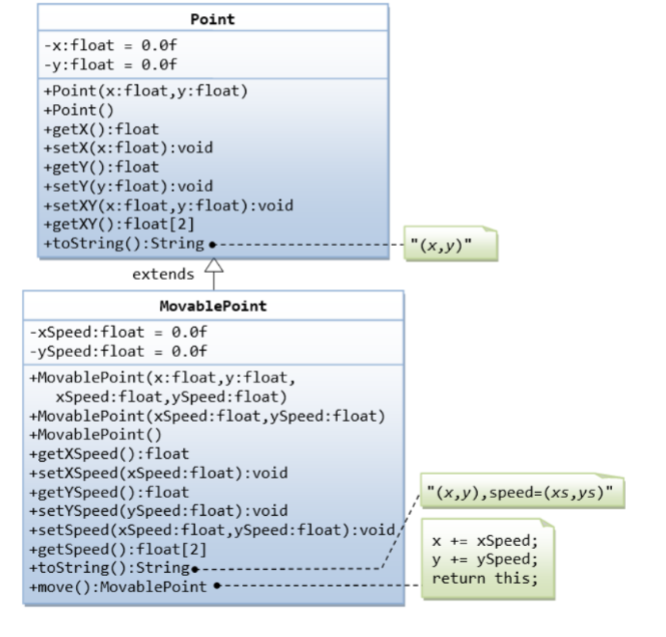 Point
-x:float = 0.0f
-y:float = 0.0f
+Point(x:float,y:float)
+Point()
+getX():float
+setX(x:float):void
+getY():float
+setY(y:float):void
+setXY(x:float,y:float):void
+getXY():float[2]
+toString():String
"(x,y)"
extends
MovablePoint
-xSpeed:float = 0.0f
-ySpeed:float = 0.0f
+MovablePoint(x:float,y:float,
xSpeed:float,ySpeed:float)
+MovablePoint(xSpeed:float,ySpeed:float)
+MovablePoint()
+getXSpeed():float
+setXSpeed(xSpeed:float):void
+getYSpeed():float
+setYSpeed(ySpeed:float):void
+setSpeed(xSpeed:float,ySpeed:float):void
+getSpeed():float[2]
+toString():String
+move():MovablePoint
"(x,y),speed=(xs,ys)"
x += xSpeed;
y += ySpeed;
return this;